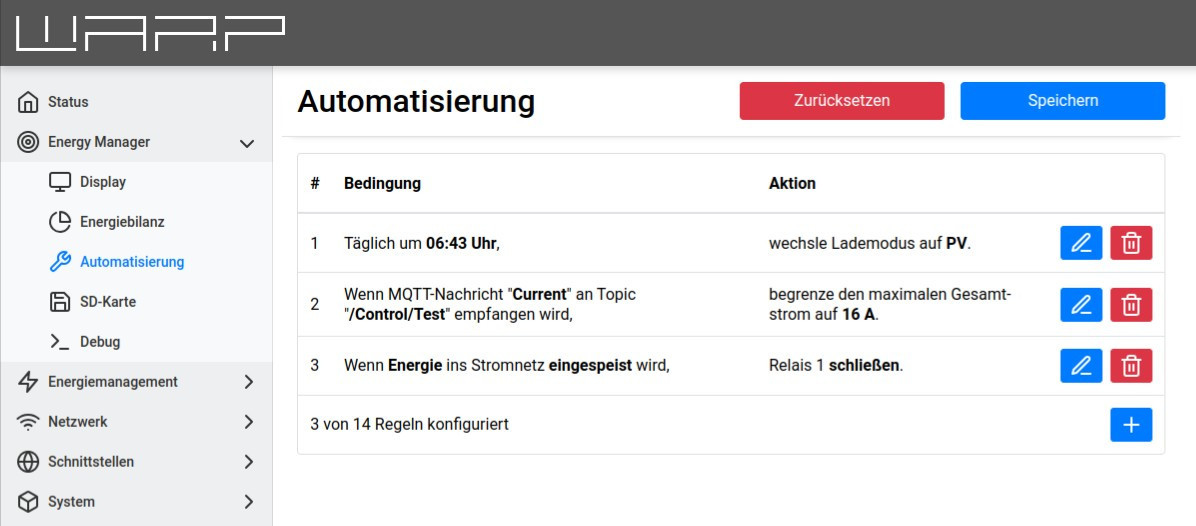 WARP
Status
Energy Manager
Display
Energiebilanz
Automatisierung
SD-Karte
Debug
Energiemanagement
Netzwerk
Schnittstellen
System
Automatisierung
Zurücksetzen
Speichern
# Bedingung Aktion
1 Täglich um 06:43 Uhr, wechsle Lademodus auf PV.
2 Wenn MQTT-Nachricht "Current" an Topic
"/Control/Test" empfangen wird,
begrenze den maximalen Gesamt-
strom auf 16 A.
3 Wenn Energie ins Stromnetz eingespeist wird, Relais 1 schließen.
3 von 14 Regeln konfiguriert